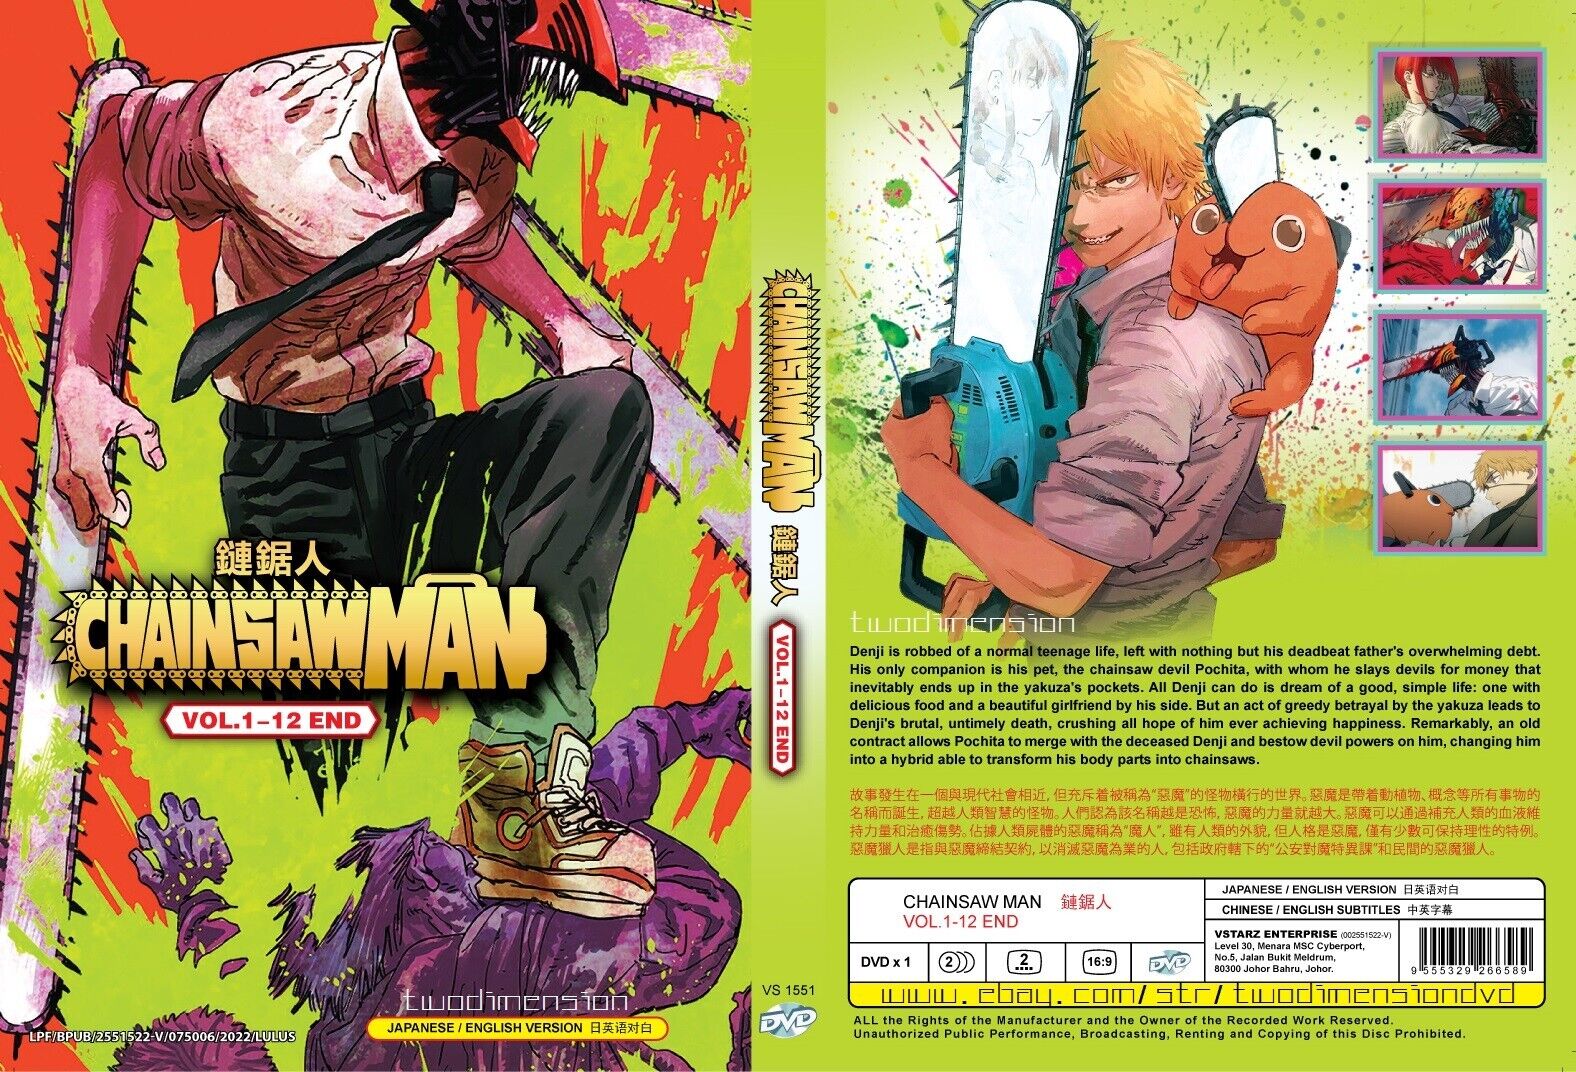 鏈鋸人
CHAINSAW MAN
VOL.1-12 END
twodimension
JAPANESE / ENGLISH VERSION 日英语对白
LPF/BPUB/2551522-V/075006/2022/LULUS
CHAINSAW MAN
鏈鋸人
VOL.1-12 END
VS 1551
DVD
twodimension
Denji is robbed of a normal teenage life, left with nothing but his deadbeat father's overwhelming debt.
His only companion is his pet, the chainsaw devil Pochita, with whom he slays devils for money that
inevitably ends up in the yakuza's pockets. All Denji can do is dream of a good, simple life: one with
delicious food and a beautiful girlfriend by his side. But an act of greedy betrayal by the yakuza leads to
Denji's brutal, untimely death, crushing all hope of him ever achieving happiness. Remarkably, an old
contract allows Pochita to merge with the deceased Denji and bestow devil powers on him, changing him
into a hybrid able to transform his body parts into chainsaws.
故事發生在一個與現代社會相近, 但充斥着被稱為“惡魔”的怪物橫行的世界。惡魔是帶着動植物、概念等所有事物的
名稱而誕生, 超越人類智慧的怪物。人們認為該名稱越是恐怖, 惡魔的力量就越大。惡魔可以通過補充人類的血液維
持力量和治癒傷勢。佔據人類屍體的惡魔稱為“魔人”, 雖有人類的外貌, 但人格是惡魔, 僅有少數可保持理性的特例。
惡魔獵人是指與惡魔締結契約, 以消滅惡魔為業的人, 包括政府轄下的“公安對魔特異課”和民間的惡魔獵人。
CHAINSAW MAN 鏈鋸人
VOL.1-12 END
JAPANESE / ENGLISH VERSION 日英语对白
CHINESE / ENGLISH SUBTITLES 中英字幕
DVD x 1
2
2
16:9
DVD
VSTARZ ENTERPRISE (002551522-V)
Level 30, Menara MSC Cyberport,
No.5, Jalan Bukit Meldrum,
80300 Johor Bahru, Johor.
9 555329 266589
www.ebay.com/str/twodimensiondvd
ALL the Rights of the Manufacturer and the Owner of the Recorded Work Reserved.
Unauthorized Public Performance, Broadcasting, Renting and Copying of this Disc Prohibited.